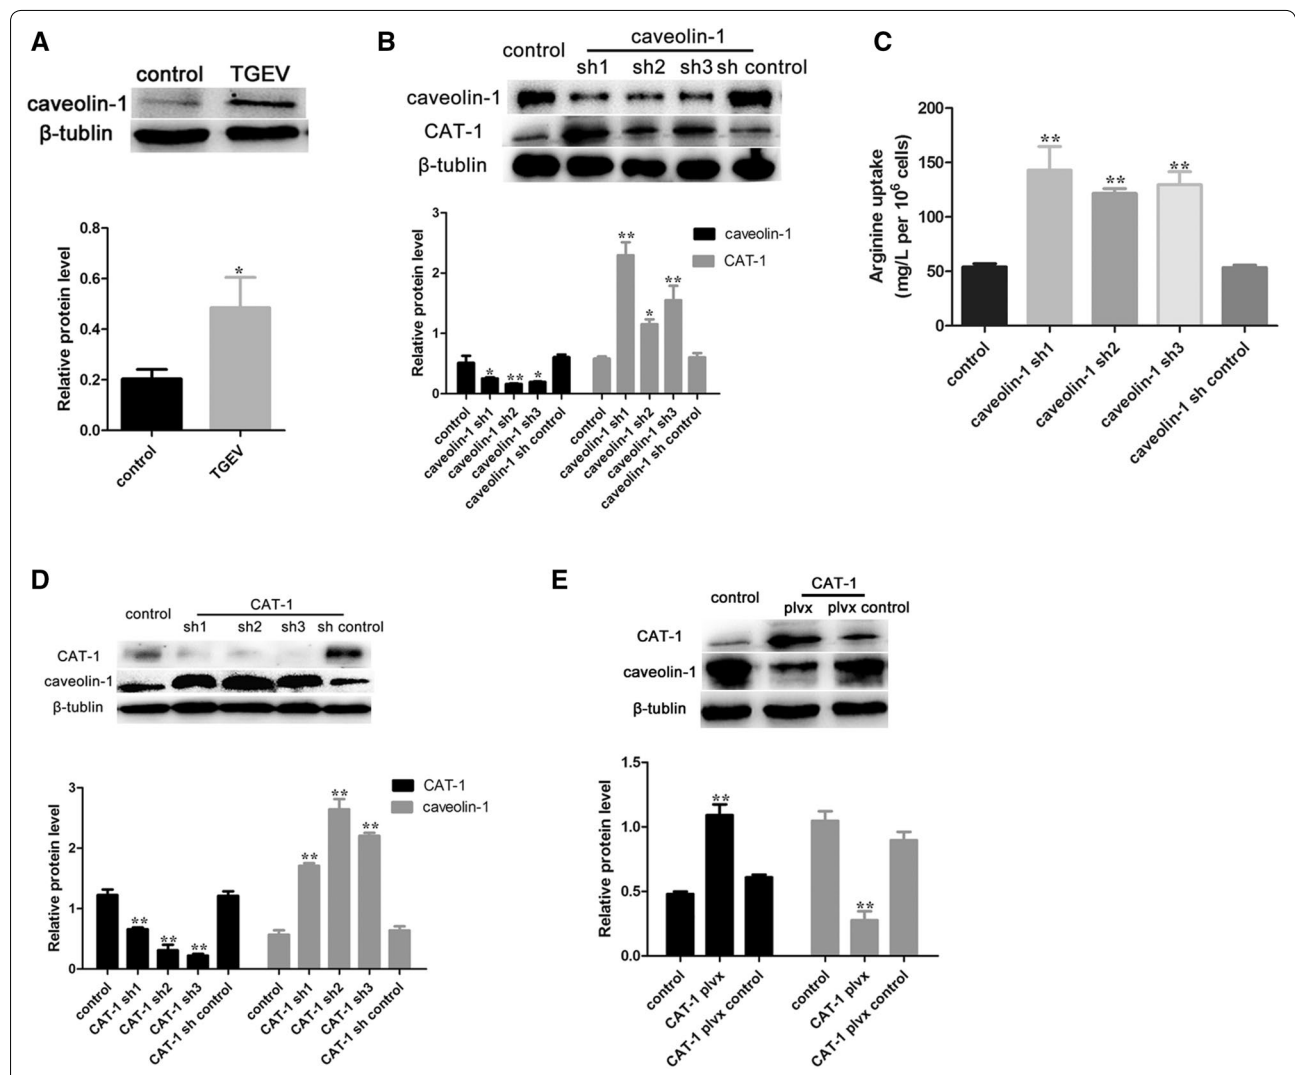 A
control TGEV
caveolin-1
β-tublin
Relative protein level
0.8
0.6
0.4
0.2
0.0
*
control
TGEV
B
caveolin-1
control
sh1 sh2 sh3 sh control
caveolin-1
CAT-1
β-tublin
Relative protein level
3
2
1
0
caveolin-1
CAT-1
* ** * ** * **
control
caveolin-1 sh1
caveolin-1 sh2
caveolin-1 sh3
caveolin-1 sh control
control
caveolin-1 sh1
caveolin-1 sh2
caveolin-1 sh3
caveolin-1 sh control
C
Arginine uptake
(mg/L per 10⁶ cells)
200
150
100
50
0
** ** **
control
caveolin-1 sh1
caveolin-1 sh2
caveolin-1 sh3
caveolin-1 sh control
D
CAT-1
control
sh1 sh2 sh3 sh control
CAT-1
caveolin-1
β-tublin
Relative protein level
3
2
1
0
CAT-1
caveolin-1
** ** ** ** ** **
control
CAT-1 sh1
CAT-1 sh2
CAT-1 sh3
CAT-1 sh control
control
CAT-1 sh1
CAT-1 sh2
CAT-1 sh3
CAT-1 sh control
E
CAT-1
control
plvx plvx control
CAT-1
caveolin-1
β-tublin
Relative protein level
1.5
1.0
0.5
0.0
** **
control
CAT-1 plvx
CAT-1 plvx control
control
CAT-1 plvx
CAT-1 plvx control